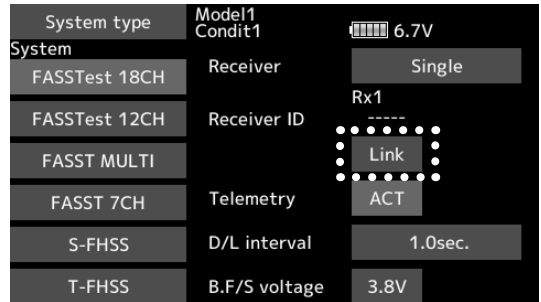 System type
Model1
Condit1
6.7V
System
FASSTest 18CH
Receiver
Single
Rx1
FASSTest 12CH
Receiver ID
-----
FASST MULTI
Link
FASST 7CH
Telemetry
ACT
S-FHSS
D/L interval
1.0sec.
T-FHSS
B.F/S voltage
3.8V